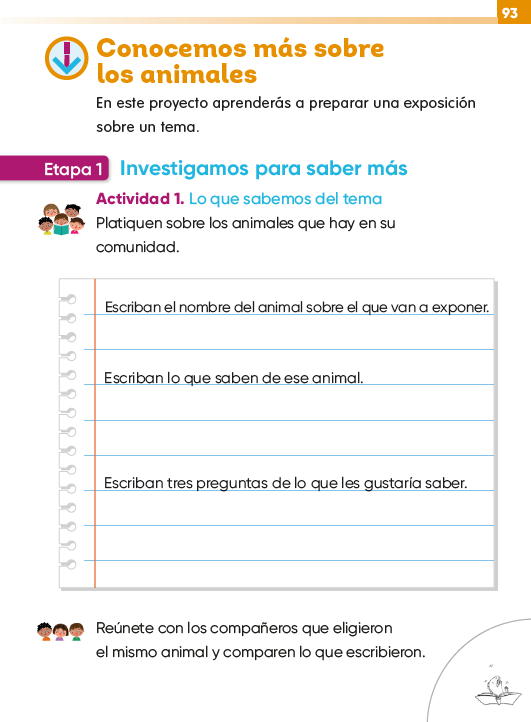 93
Conocemos más sobre
los animales
En este proyecto aprenderás a preparar una exposición
sobre un tema.
Etapa 1 Investigamos para saber más
Actividad 1. Lo que sabemos del tema
Platiquen sobre los animales que hay en su
comunidad.
Escriban el nombre del animal sobre el que van a exponer.
Escriban lo que saben de ese animal.
Escriban tres preguntas de lo que les gustaría saber.
Reúnete con los compañeros que eligieron
el mismo animal y comparen lo que escribieron.